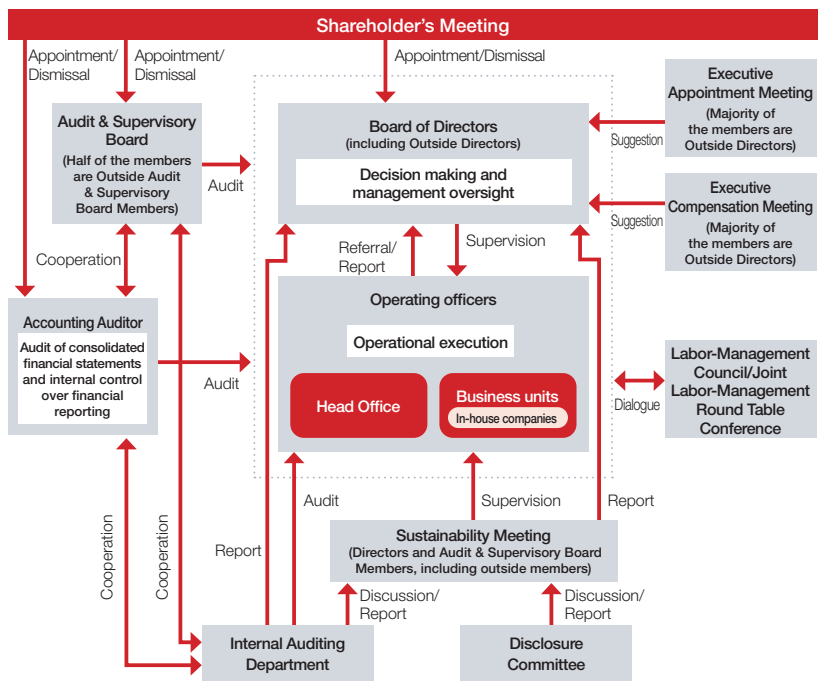 Shareholder's Meeting
Appointment/
Dismissal
Appointment/
Dismissal
Appointment/Dismissal
Audit & Supervisory
Board
(Half of the members
are Outside Audit
& Supervisory
Board Members)
Audit
Board of Directors
(including Outside Directors)
Decision making and
management oversight
Suggestion
Executive
Appointment Meeting
(Majority of
the members are
Outside Directors)
Suggestion
Executive
Compensation Meeting
(Majority of
the members are
Outside Directors)
Cooperation
Referral/
Report
Supervision
Accounting Auditor
Audit of consolidated
financial statements
and internal control
over financial
reporting
Audit
Operating officers
Operational execution
Head Office
Business units
In-house companies
Dialogue
Labor-Management
Council/Joint
Labor-Management
Round Table
Conference
Cooperation
Cooperation
Report
Audit
Supervision
Report
Sustainability Meeting
(Directors and Audit & Supervisory Board
Members, including outside members)
Discussion/
Report
Discussion/
Report
Internal Auditing
Department
Disclosure
Committee